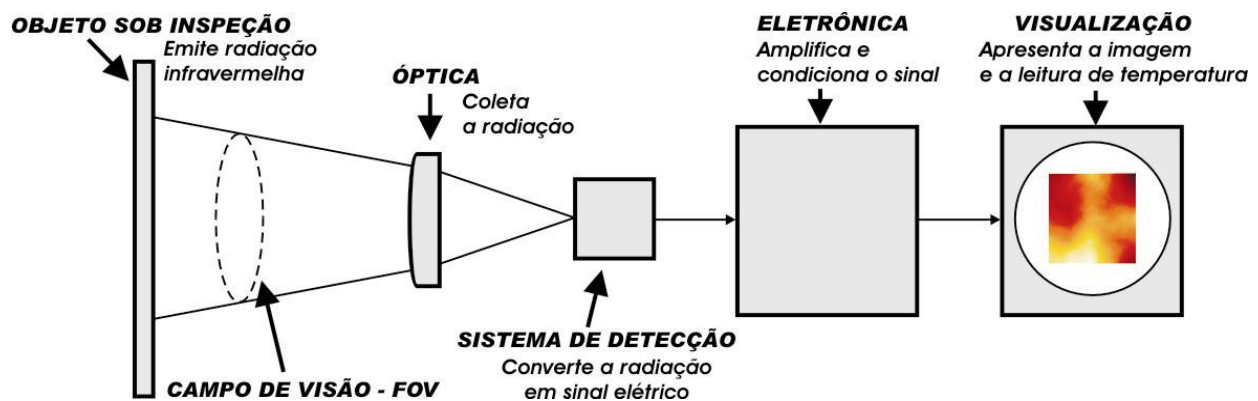 OBJETO SOB INSPEÇÃO
Emite radiação
infravermelha
ÓPTICA
Coleta
a radiação
ELETRÔNICA
Amplifica e
condiciona o sinal
VISUALIZAÇÃO
Apresenta a imagem
e a leitura de temperatura
CAMPO DE VISÃO - FOV
SISTEMA DE DETECÇÃO
Converte a radiação
em sinal elétrico